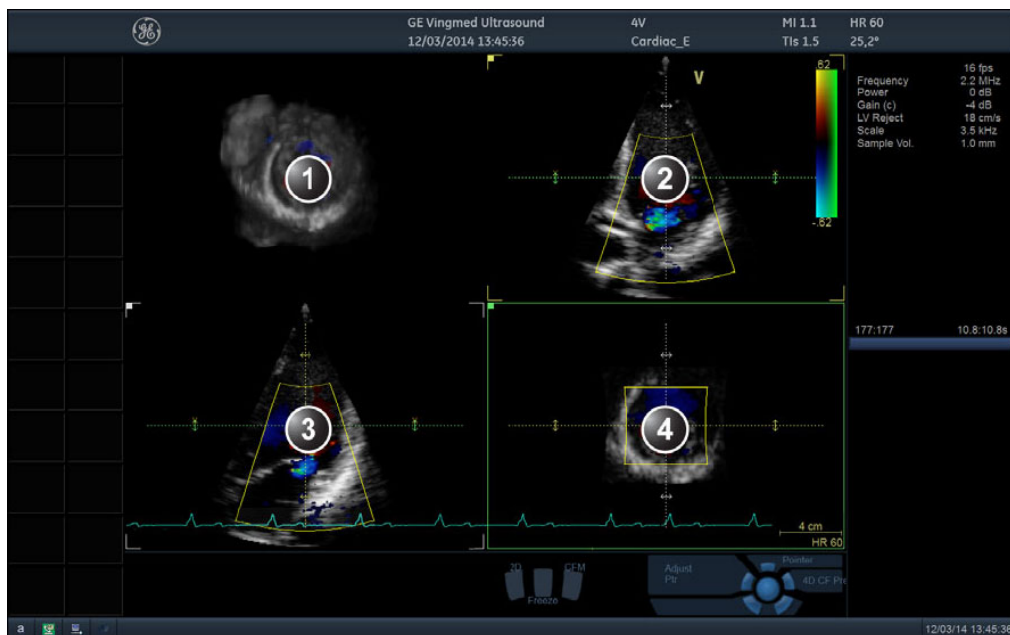 GE Vingmed Ultrasound 4V MI 1.1 HR 60
12/03/2014 13:45:36 Cardiac_E TIs 1.5 25,2°
.62
V
-.62
16 fps
Frequency 2.2 MHz
Power 0 dB
Gain (c) -4 dB
LV Reject 18 cm/s
Scale 3.5 kHz
Sample Vol. 1.0 mm
1
2
177:177 10.8:10.8s
3
4
4 cm
HR 60
2D CFM
Freeze
Adjust
Ptr
Pointer
4D CF Pre
a 12/03/14 13:45:36